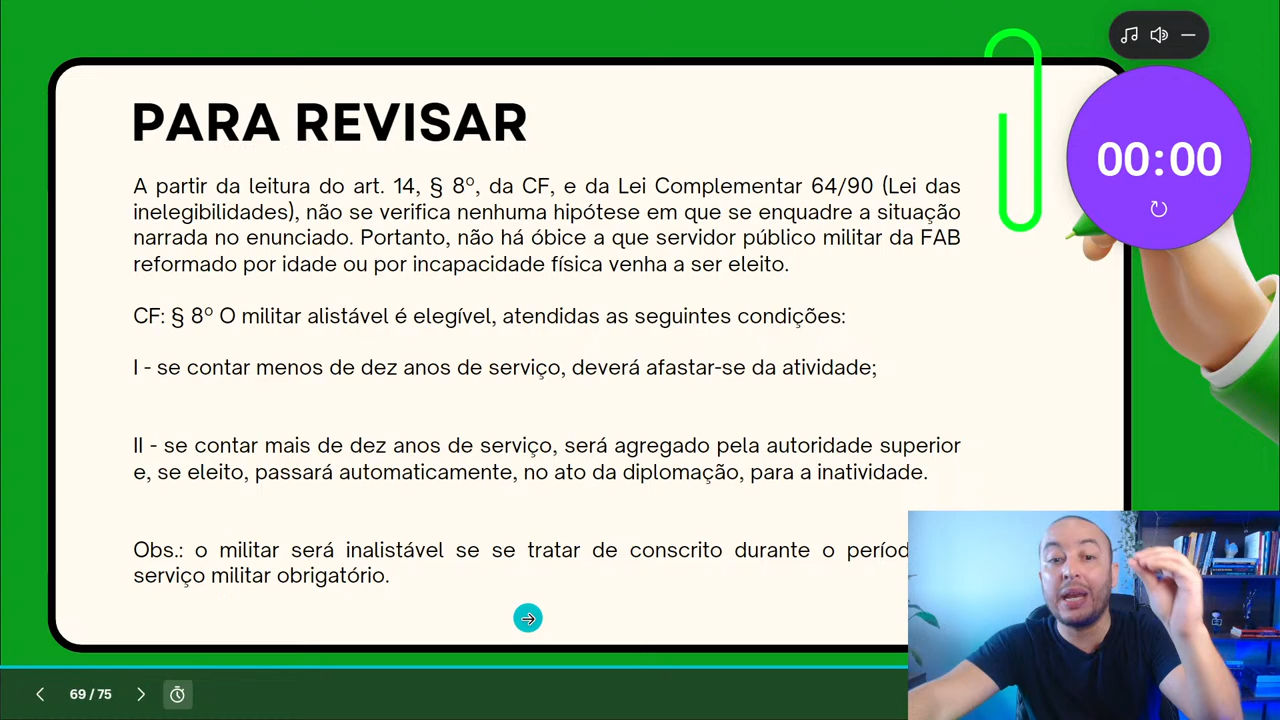 PARA REVISAR
00:00
A partir da leitura do art. 14, § 8º, da CF, e da Lei Complementar 64/90 (Lei das
inelegibilidades), não se verifica nenhuma hipótese em que se enquadre a situação
narrada no enunciado. Portanto, não há óbice a que servidor público militar da FAB
reformado por idade ou por incapacidade física venha a ser eleito.
CF: § 8º O militar alistável é elegível, atendidas as seguintes condições:
I - se contar menos de dez anos de serviço, deverá afastar-se da atividade;
II - se contar mais de dez anos de serviço, será agregado pela autoridade superior
e, se eleito, passará automaticamente, no ato da diplomação, para a inatividade.
Obs.: o militar será inalistável se se tratar de conscrito durante o períod
serviço militar obrigatório.
69 / 75